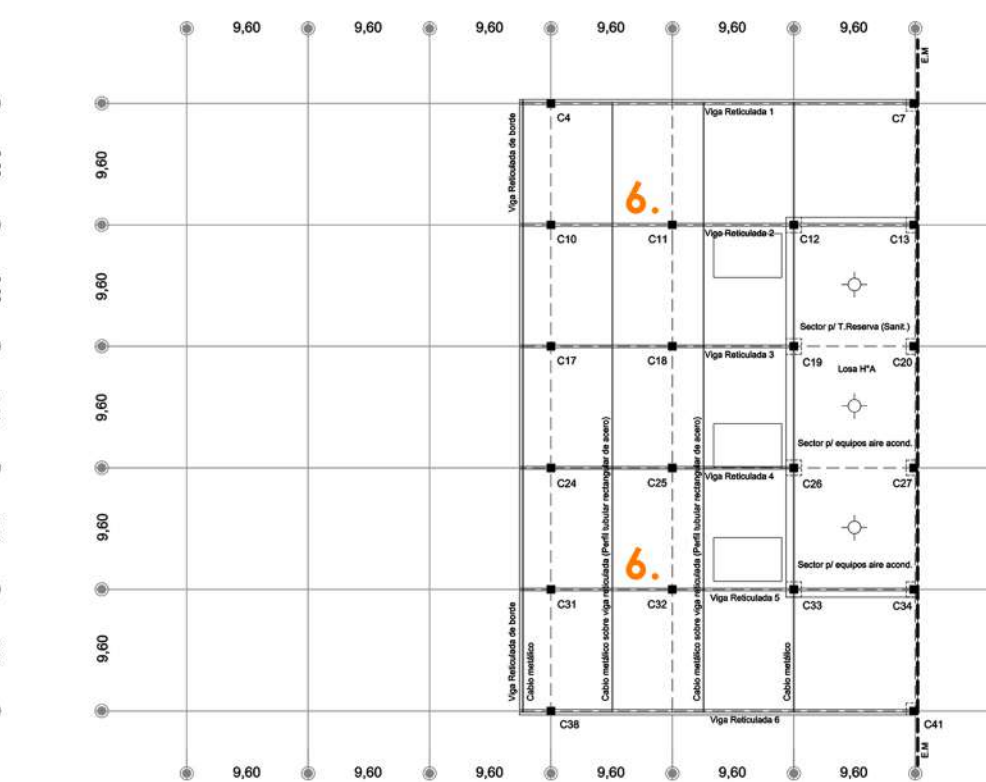 9,60 9,60 9,60 9,60 9,60 9,60
E.M
Viga Reticulada 1
C4 C7
Viga Reticulada de borde
9,60
6.
Viga Reticulada 2
C10 C11 C12 C13
9,60
Sector p/ T.Reserva (Sanit.)
Viga Reticulada 3
C17 C18 C19 C20
Losa H°A
9,60
Sector p/ equipos aire acond.
Viga Reticulada 4
C24 C25 C26 C27
Cabio metálico sobre viga reticulada (Perfil tubular rectangular de acero)
Cabio metálico sobre viga reticulada (Perfil tubular rectangular de acero)
9,60
6.
Sector p/ equipos aire acond.
Viga Reticulada 5
C31 C32 C33 C34
Viga Reticulada de borde
Cabio metálico
Cabio metálico
9,60
Viga Reticulada 6
C38 C41
E.M
9,60 9,60 9,60 9,60 9,60 9,60